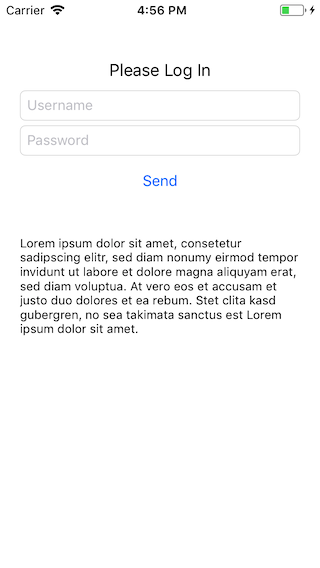 Carrier 4:56 PM
Please Log In
Username
Password
Send
Lorem ipsum dolor sit amet, consetetur
sadipscing elitr, sed diam nonumy eirmod tempor
invidunt ut labore et dolore magna aliquyam erat,
sed diam voluptua. At vero eos et accusam et
justo duo dolores et ea rebum. Stet clita kasd
gubergren, no sea takimata sanctus est Lorem
ipsum dolor sit amet.